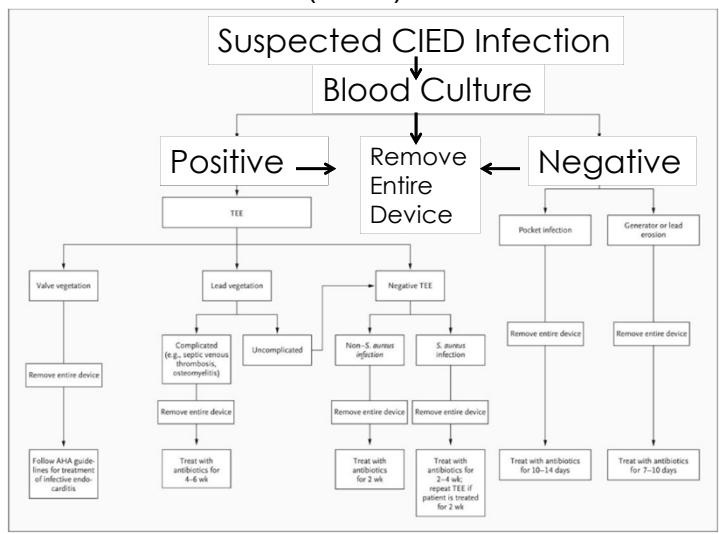 Suspected CIED Infection
Blood Culture
Positive
Remove
Entire
Device
Negative
TEE
Pocket infection
Generator or lead
erosion
Valve vegetation
Lead vegetation
Negative TEE
Complicated
(e.g., septic venous
thrombosis,
osteomyelitis)
Uncomplicated
Non–S. aureus
infection
S. aureus
infection
Remove entire device
Remove entire device
Remove entire device
Remove entire device
Remove entire device
Remove entire device
Follow AHA guide-
lines for treatment
of infective endo-
carditis
Treat with
antibiotics for
4–6 wk
Treat with
antibiotics
for 2 wk
Treat with
antibiotics for
2–4 wk;
repeat TEE if
patient is treated
for 2 wk
Treat with antibiotics
for 10–14 days
Treat with antibiotics
for 7–10 days